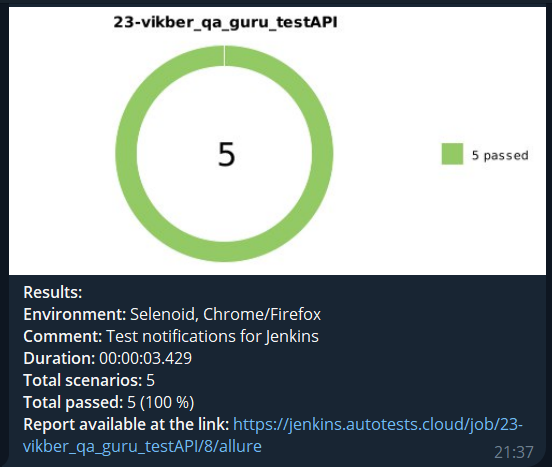 23-vikber_qa_guru_testAPI
5
5 passed
Results:
Environment: Selenoid, Chrome/Firefox
Comment: Test notifications for Jenkins
Duration: 00:00:03.429
Total scenarios: 5
Total passed: 5 (100 %)
Report available at the link: https://jenkins.autotests.cloud/job/23-
vikber_qa_guru_testAPI/8/allure
21:37